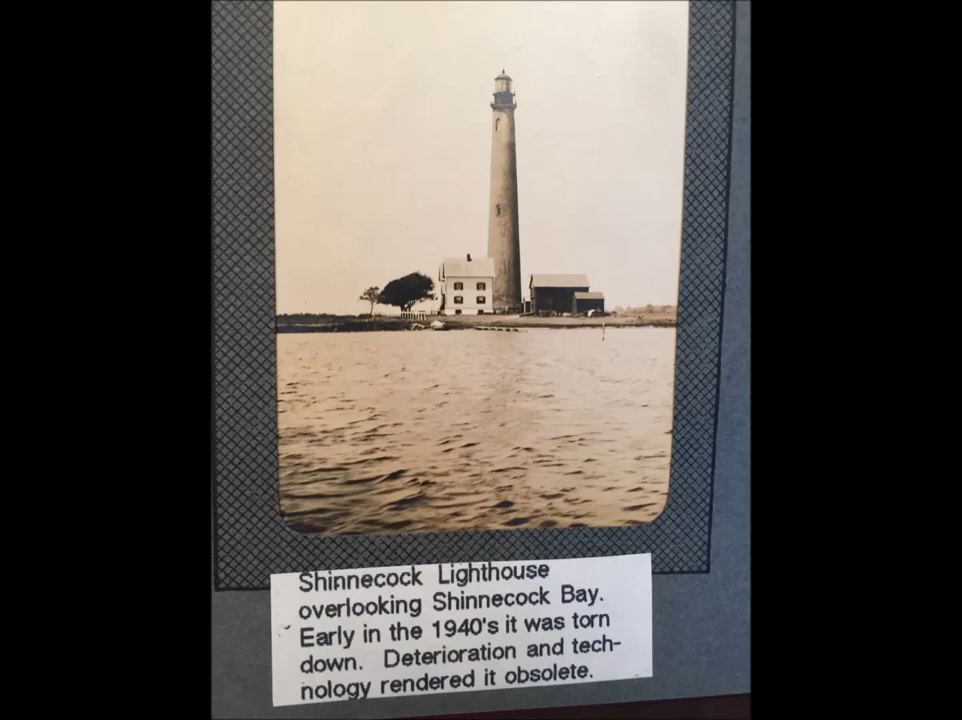 Shinnecock Lighthouse
overlooking Shinnecock Bay.
Early in the 1940's it was torn
down. Deterioration and tech-
nology rendered it obsolete.